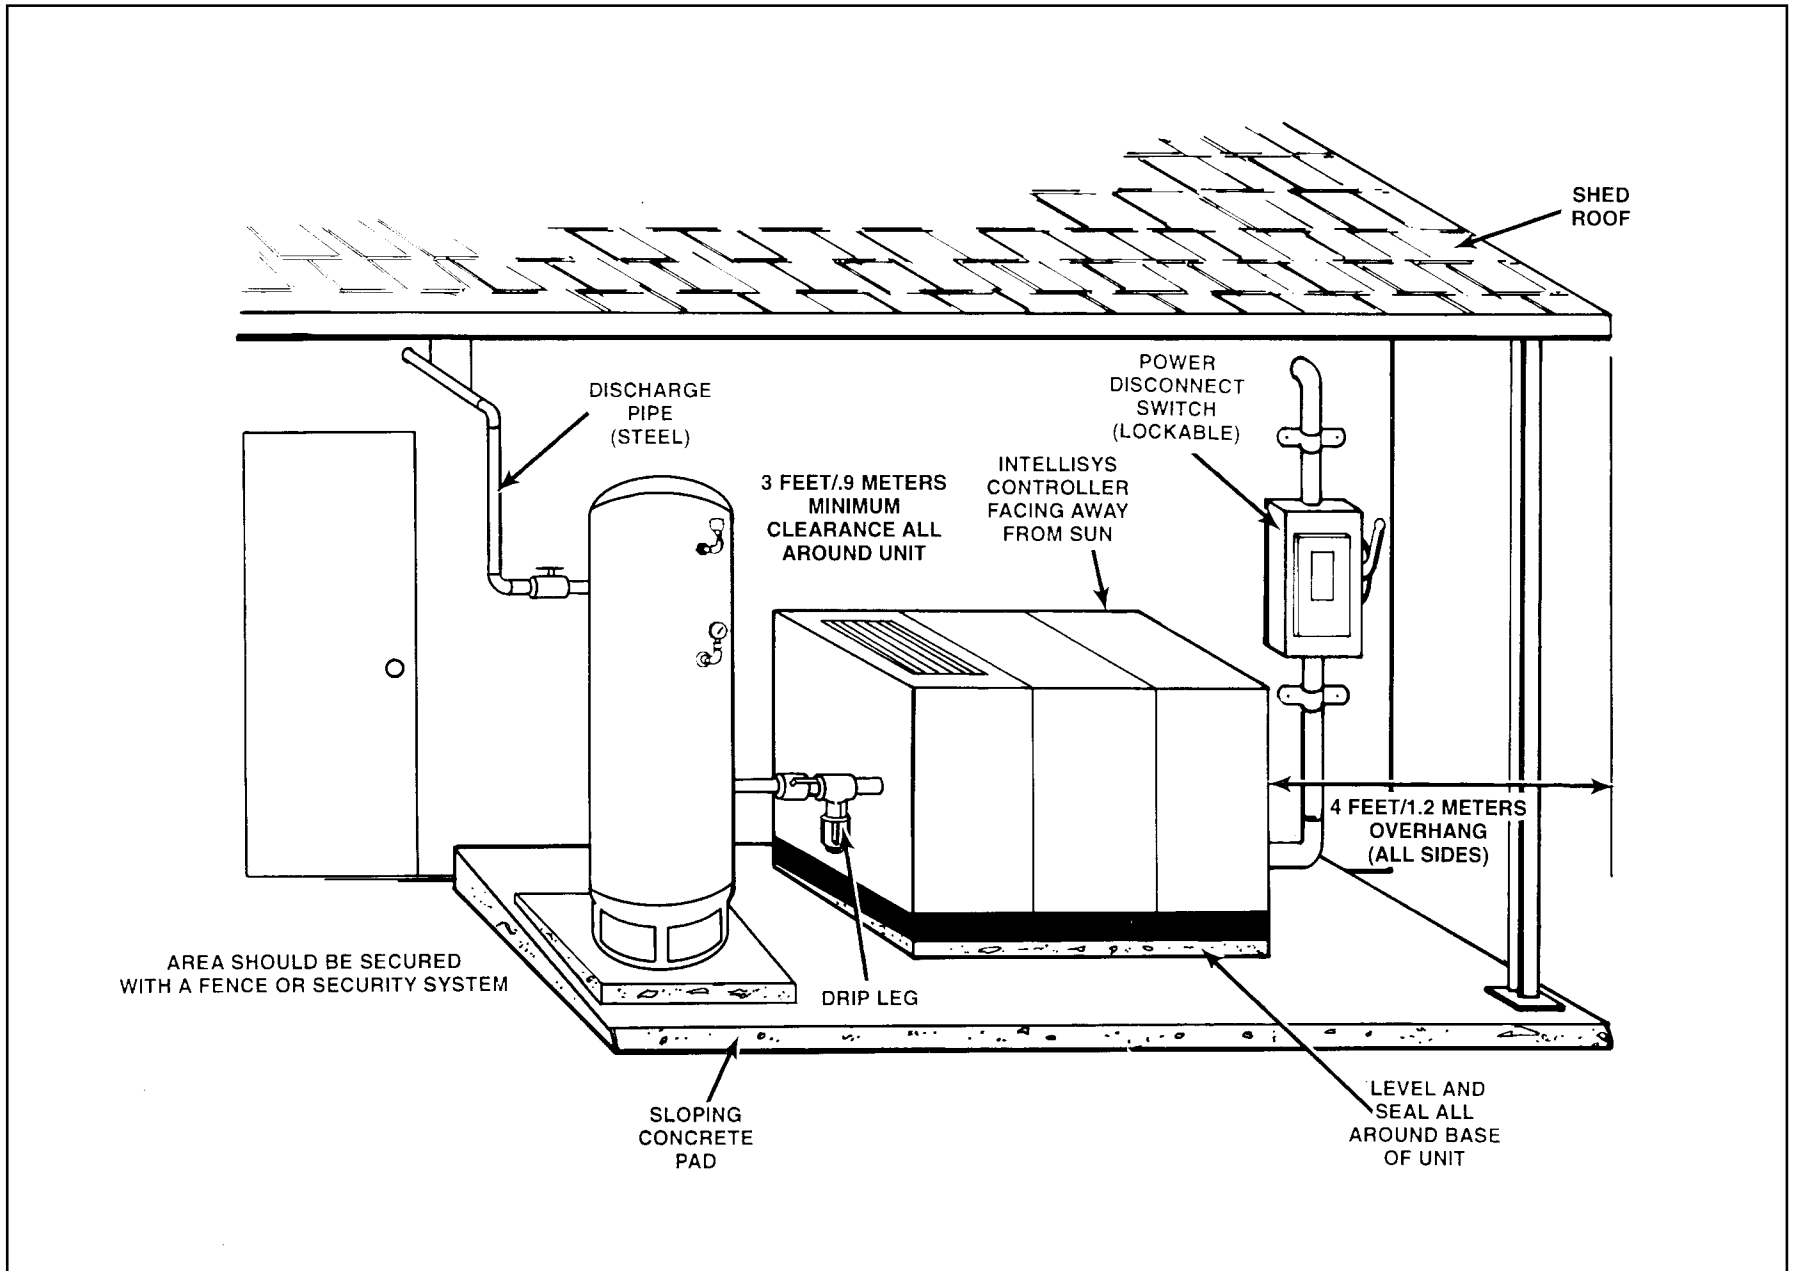 SHED
ROOF
POWER
DISCONNECT
SWITCH
(LOCKABLE)
DISCHARGE
PIPE
(STEEL)
INTELLISYS
CONTROLLER
FACING AWAY
FROM SUN
3 FEET/.9 METERS
MINIMUM
CLEARANCE ALL
AROUND UNIT
4 FEET/1.2 METERS
OVERHANG
(ALL SIDES)
AREA SHOULD BE SECURED
WITH A FENCE OR SECURITY SYSTEM
DRIP LEG
SLOPING
CONCRETE
PAD
LEVEL AND
SEAL ALL
AROUND BASE
OF UNIT